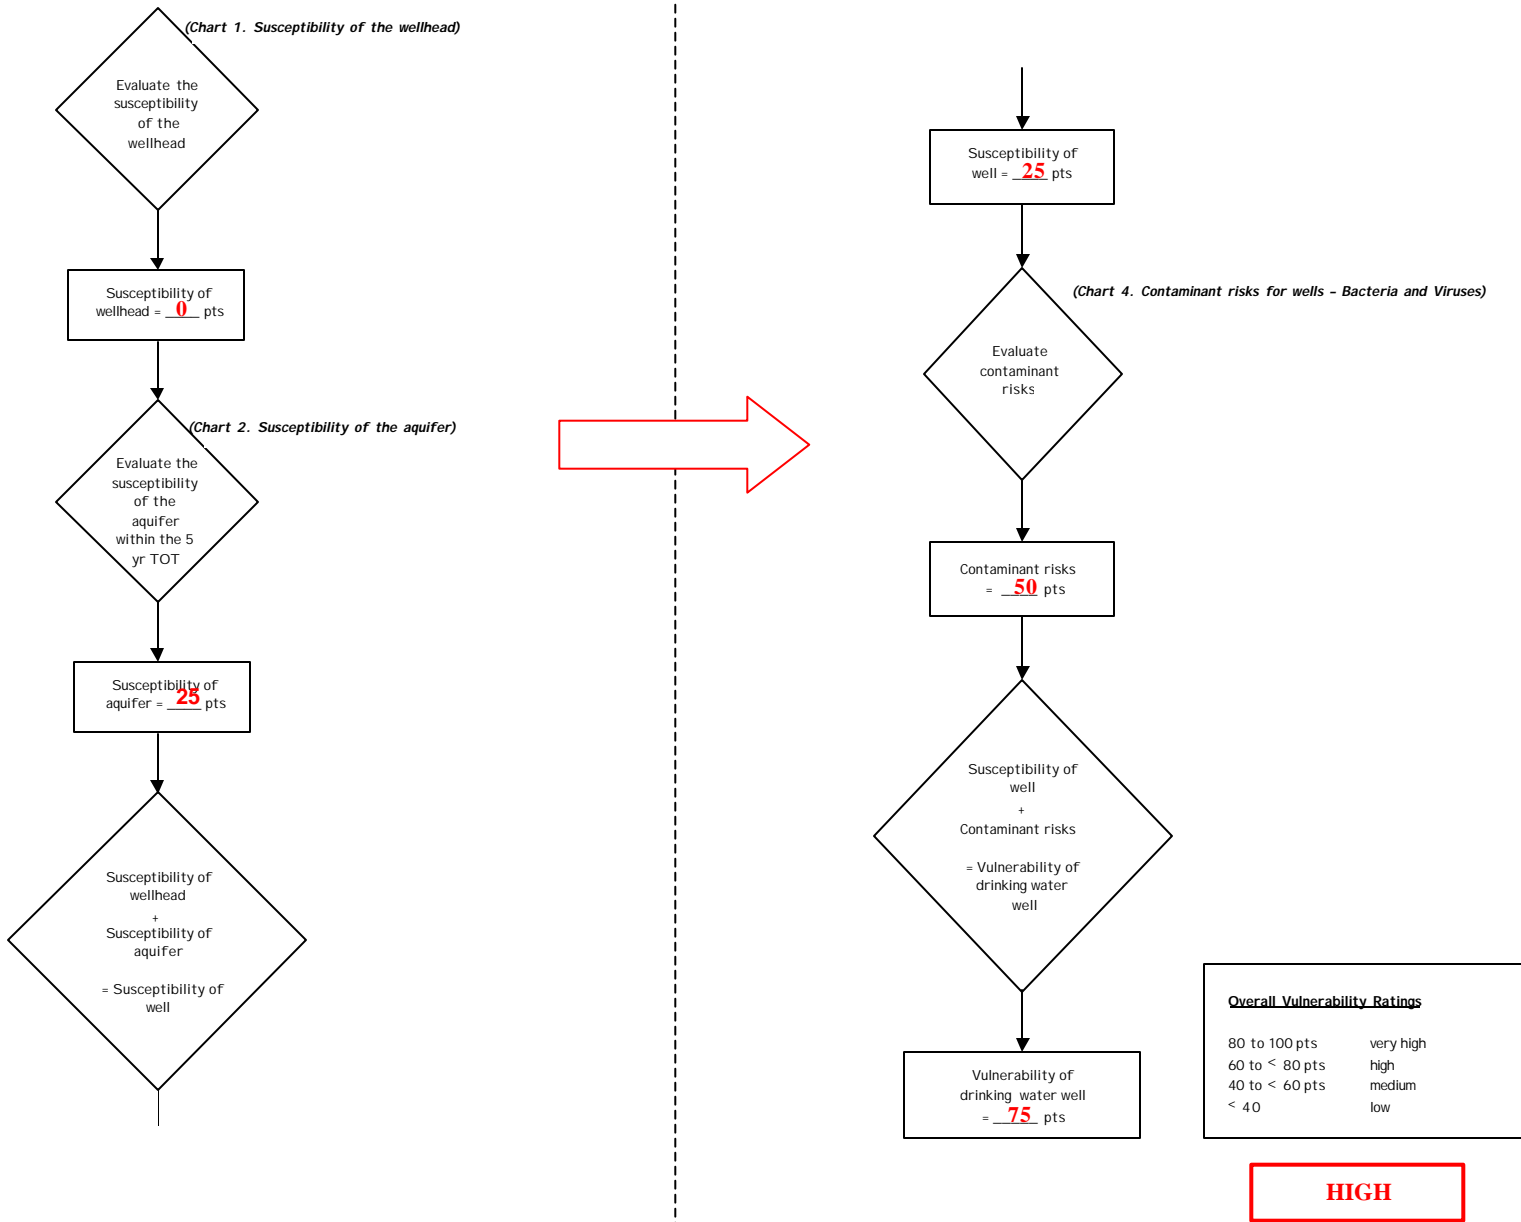 (Chart 1. Susceptibility of the wellhead)
Evaluate the
susceptibility
of the
wellhead
Susceptibility of
wellhead = 0 pts
(Chart 2. Susceptibility of the aquifer)
Evaluate the
susceptibility
of the
aquifer
within the 5
yr TOT
Susceptibility of
aquifer = 25 pts
Susceptibility of
wellhead
+
Susceptibility of
aquifer
= Susceptibility of
well
Susceptibility of
well = 25 pts
(Chart 4. Contaminant risks for wells – Bacteria and Viruses)
Evaluate
contaminant
risks
Contaminant risks
= 50 pts
Susceptibility of
well
+
Contaminant risks
= Vulnerability of
drinking water
well
Vulnerability of
drinking water well
= 75 pts
Overall Vulnerability Ratings
80 to 100 pts very high
60 to < 80 pts high
40 to < 60 pts medium
< 40 low
HIGH